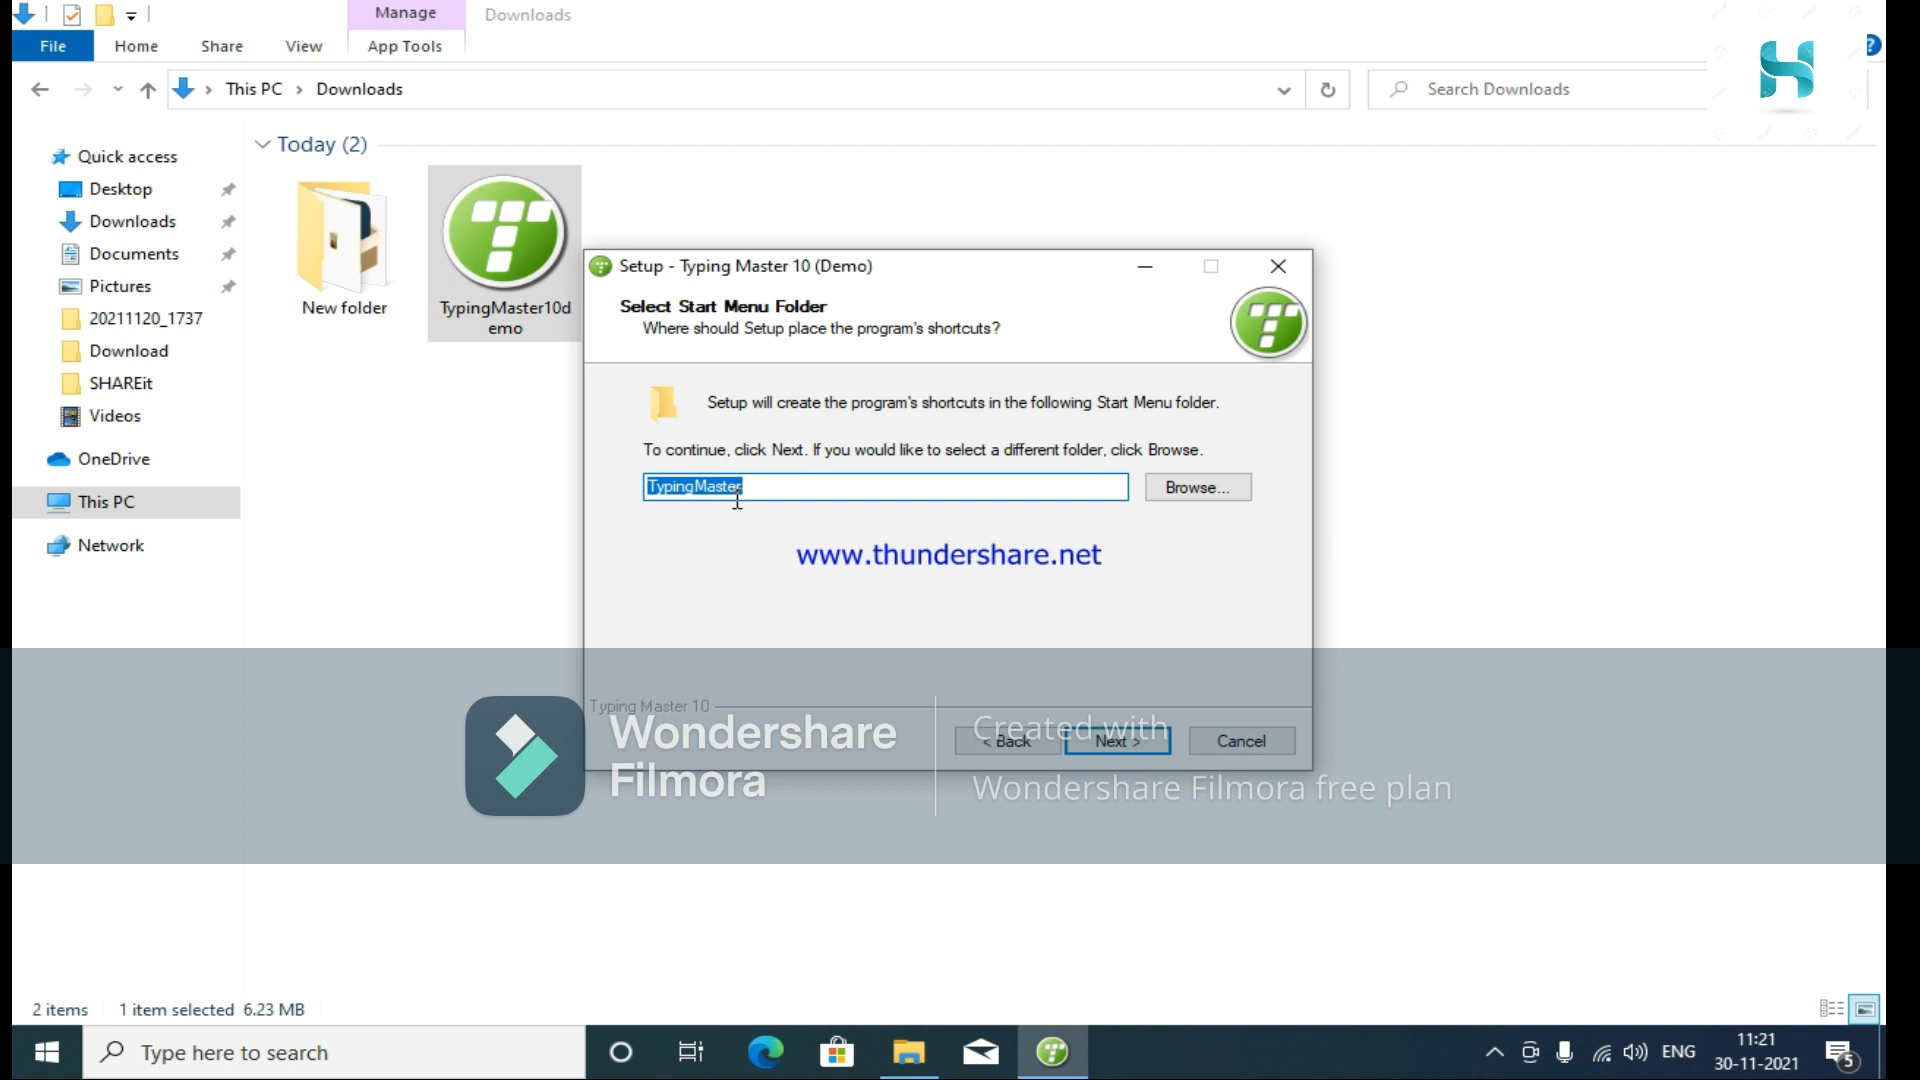 Manage
Downloads
File
Home
Share
View
App Tools
This PC
Downloads
Search Downloads
?
Today (2)
Quick access
Desktop
Downloads
Documents
Pictures
20211120_1737
Download
SHAREit
Videos
OneDrive
This PC
Network
New folder
TypingMaster10d
emo
Setup - Typing Master 10 (Demo)
Select Start Menu Folder
Where should Setup place the program's shortcuts?
Setup will create the program's shortcuts in the following Start Menu folder.
To continue, click Next. If you would like to select a different folder, click Browse.
TypingMaster
Browse...
www.thundershare.net
Typing Master 10
< Back
Next >
Cancel
Wondershare
Filmora
Created with
Wondershare Filmora free plan
2 items
1 item selected 6.23 MB
Type here to search
ENG
11:21
30-11-2021
5